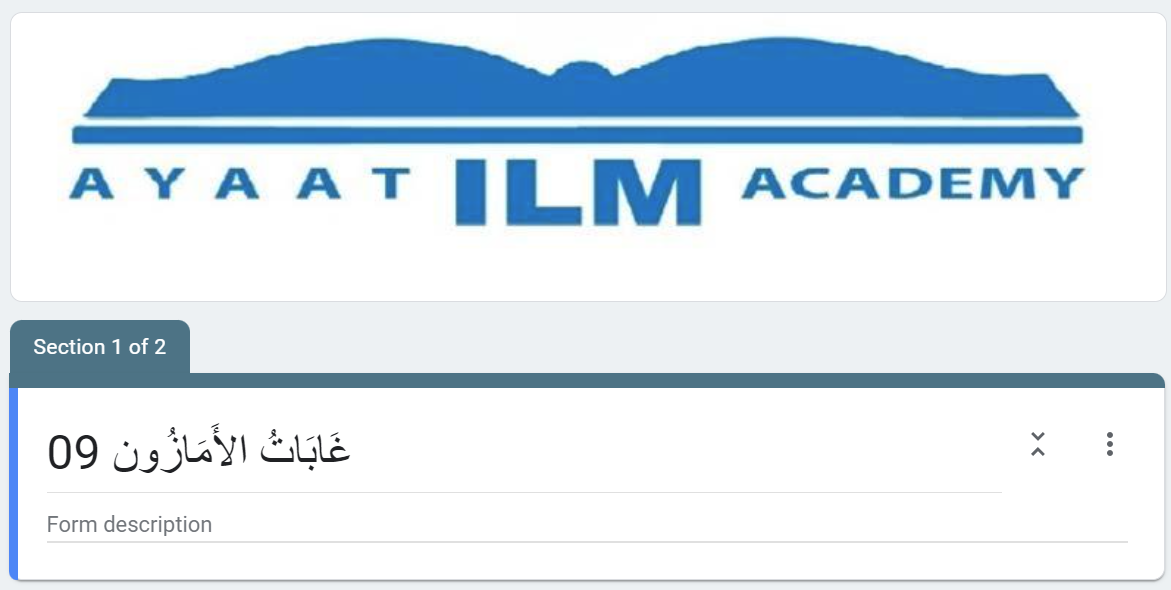 AYAAT ILM ACADEMY
Section 1 of 2
غَابَاتُ الأَمَازُون 09
Form description